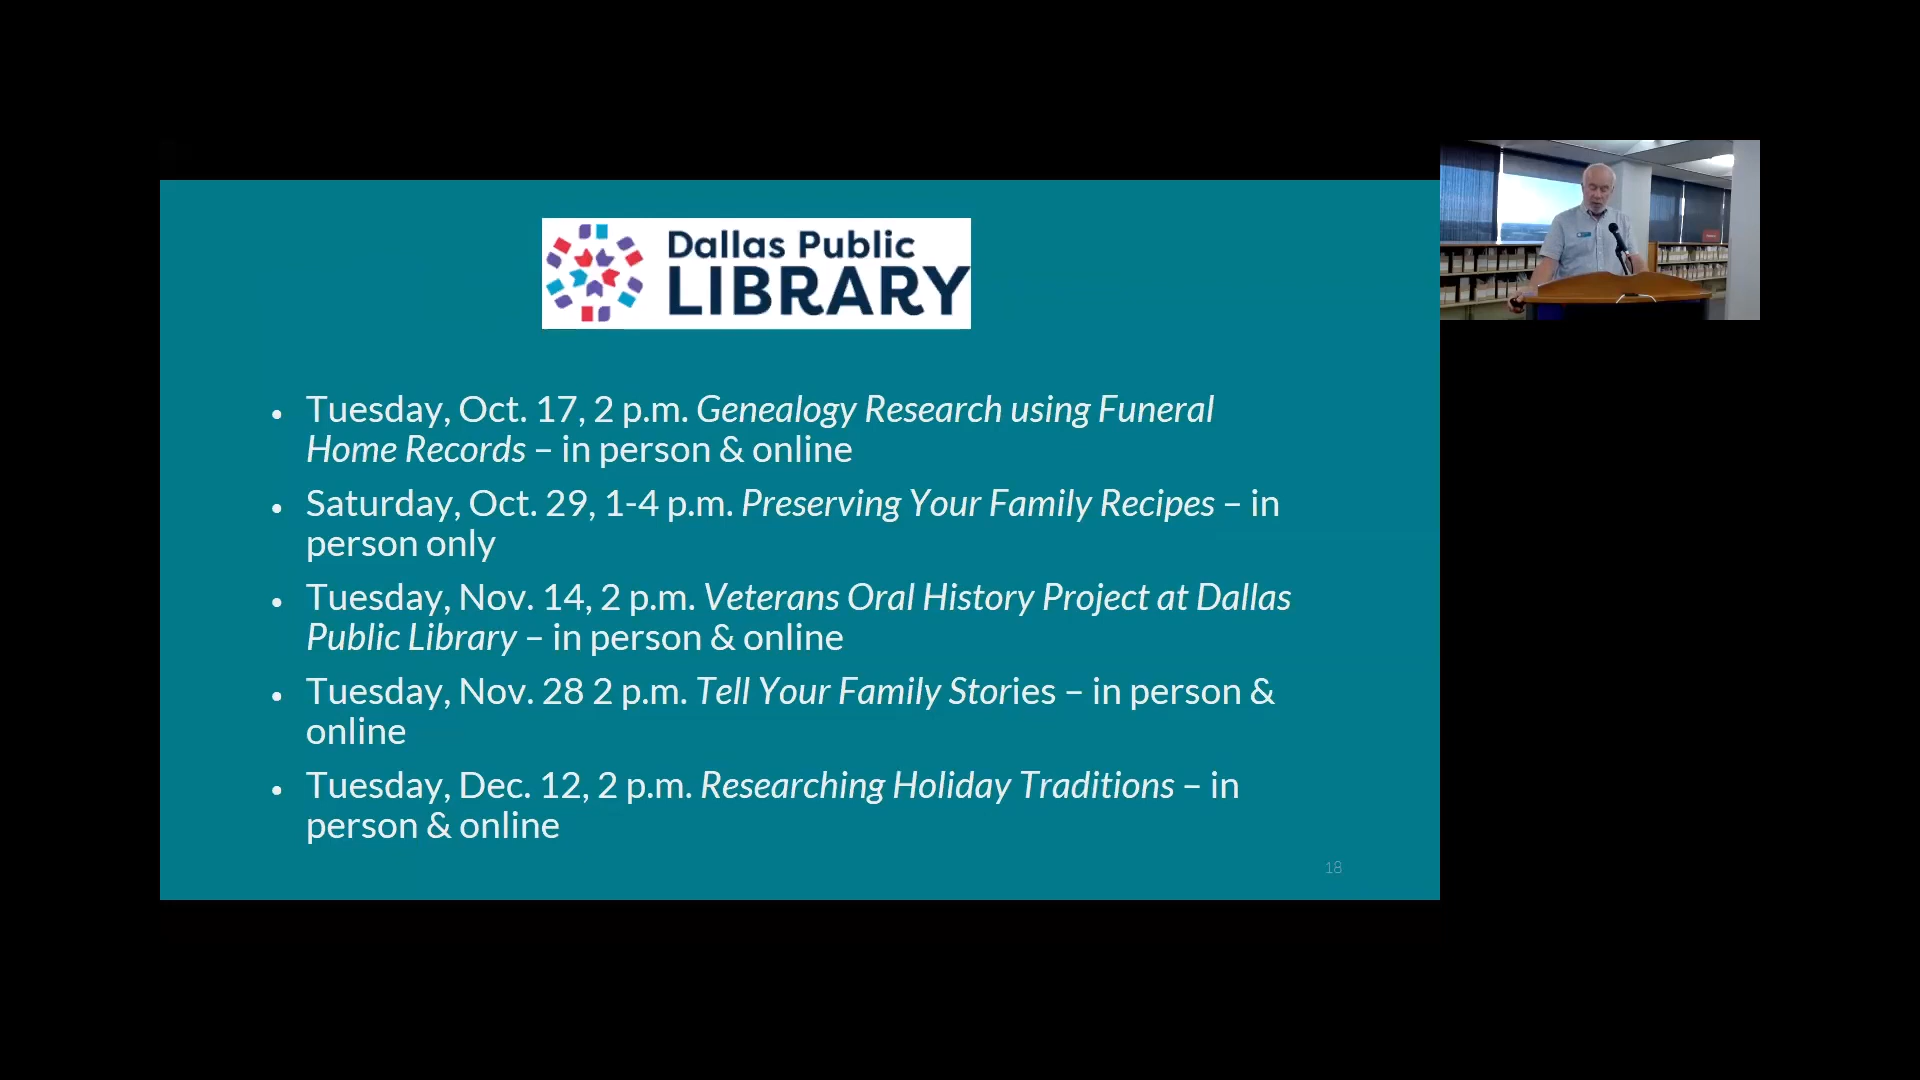 Dallas Public
LIBRARY
• Tuesday, Oct. 17, 2 p.m. Genealogy Research using Funeral
Home Records – in person & online
• Saturday, Oct. 29, 1-4 p.m. Preserving Your Family Recipes – in
person only
• Tuesday, Nov. 14, 2 p.m. Veterans Oral History Project at Dallas
Public Library – in person & online
• Tuesday, Nov. 28 2 p.m. Tell Your Family Stories – in person &
online
• Tuesday, Dec. 12, 2 p.m. Researching Holiday Traditions – in
person & online
18